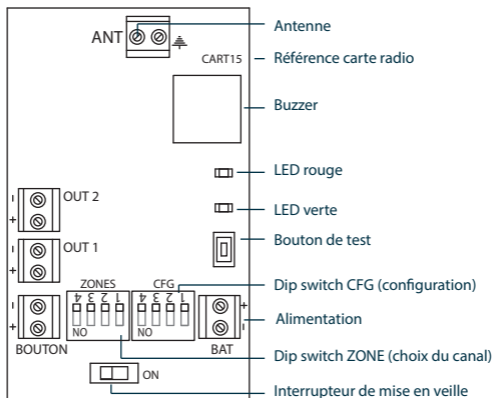 ANT
Antenne
CART15
Référence carte radio
Buzzer
LED rouge
- OUT 2
+
LED verte
Bouton de test
- OUT 1
+
ZONES
CFG
Dip switch CFG (configuration)
4 3 2 1
4 3 2 1
-
+
+
-
Alimentation
NO
NO
BOUTON
BAT
Dip switch ZONE (choix du canal)
ON
Interrupteur de mise en veille